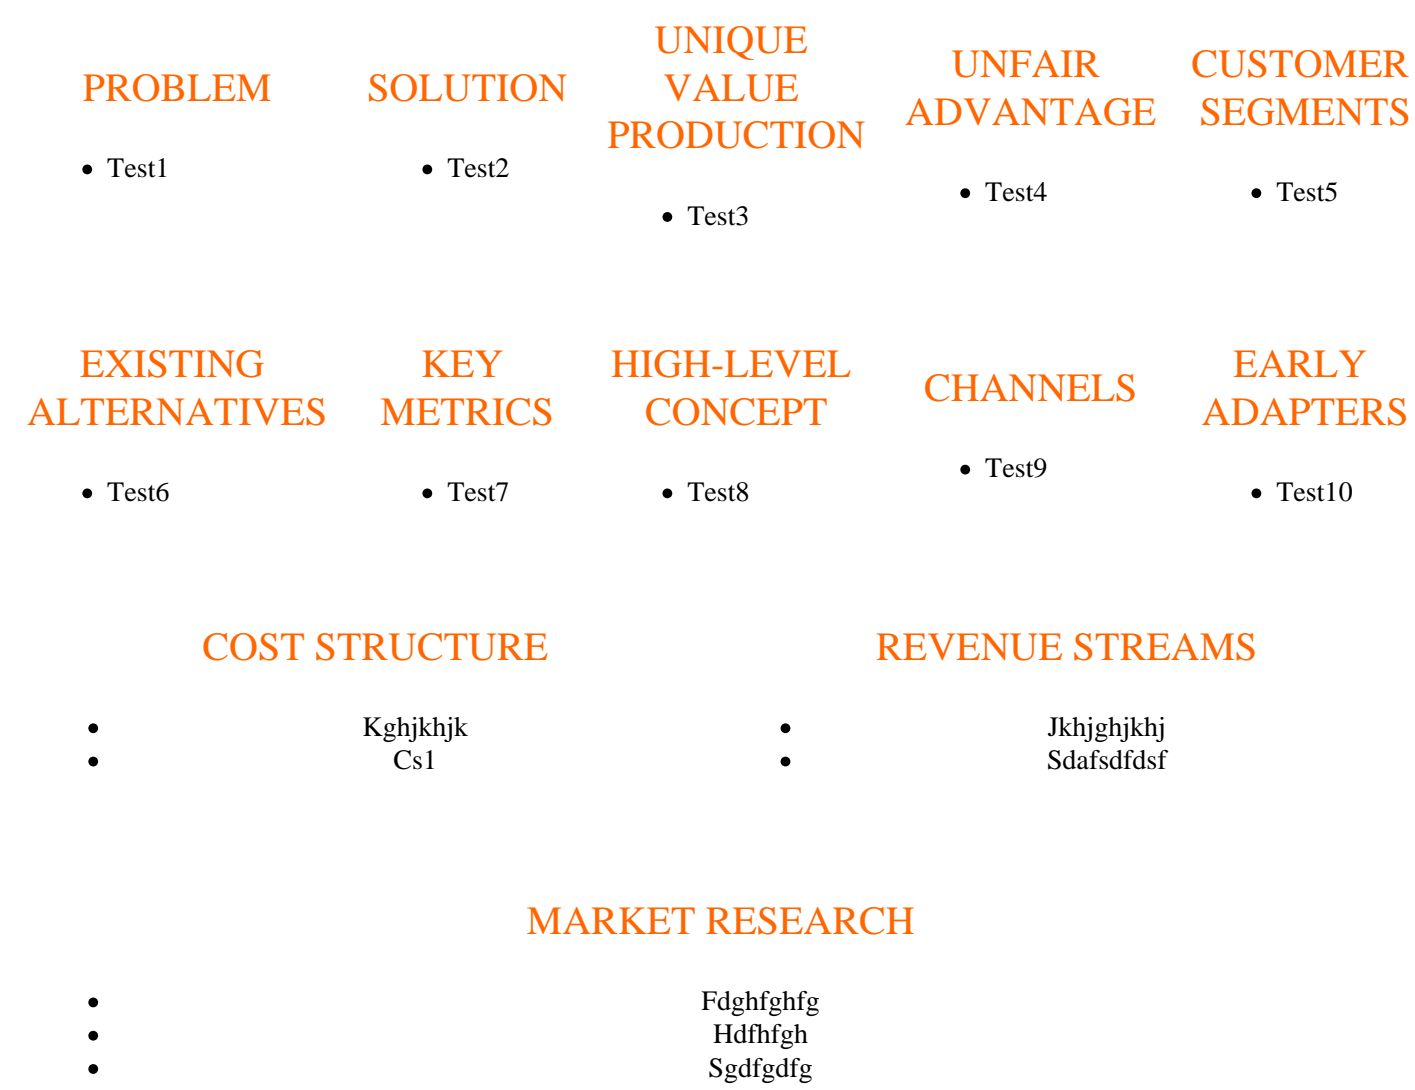 PROBLEM
• Test1
SOLUTION
• Test2
UNIQUE
VALUE
PRODUCTION
• Test3
UNFAIR
ADVANTAGE
• Test4
CUSTOMER
SEGMENTS
• Test5
EXISTING
ALTERNATIVES
• Test6
KEY
METRICS
• Test7
HIGH-LEVEL
CONCEPT
• Test8
CHANNELS
• Test9
EARLY
ADAPTERS
• Test10
COST STRUCTURE
• Kghjkhjk
• Cs1
REVENUE STREAMS
• Jkhjghjkhj
• Sdafsdfdsf
MARKET RESEARCH
• Fdghfghfg
• Hdfhfgh
• Sgdfgdfg